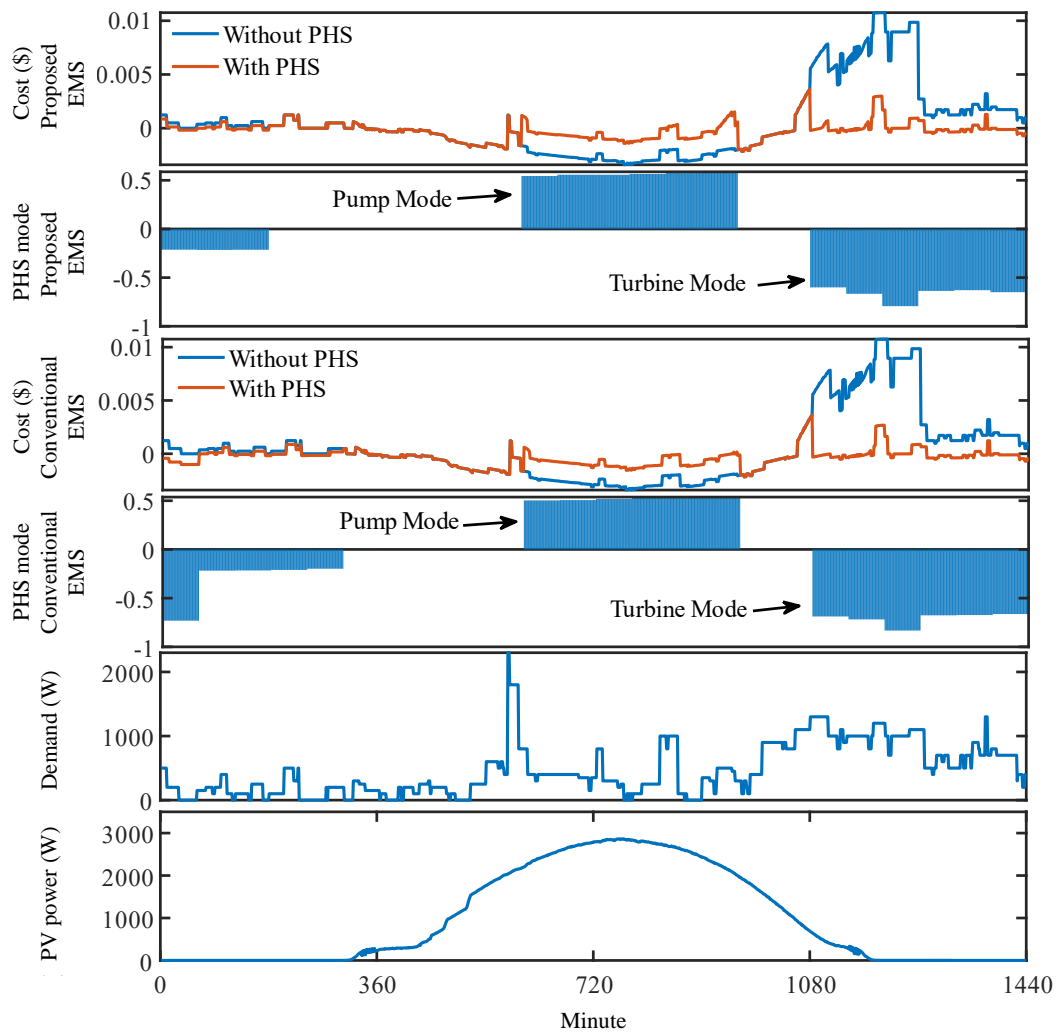 Cost ($)
Proposed
EMS
0.01
0.005
0
Without PHS
With PHS
PHS mode
Proposed
EMS
0.5
0
-0.5
-1
Pump Mode
Turbine Mode
Cost ($)
Conventional
EMS
0.01
0.005
0
Without PHS
With PHS
PHS mode
Conventional
EMS
0.5
0
-0.5
-1
Pump Mode
Turbine Mode
Demand (W)
2000
1000
0
PV power (W)
3000
2000
1000
0
0 360 720 1080 1440
Minute